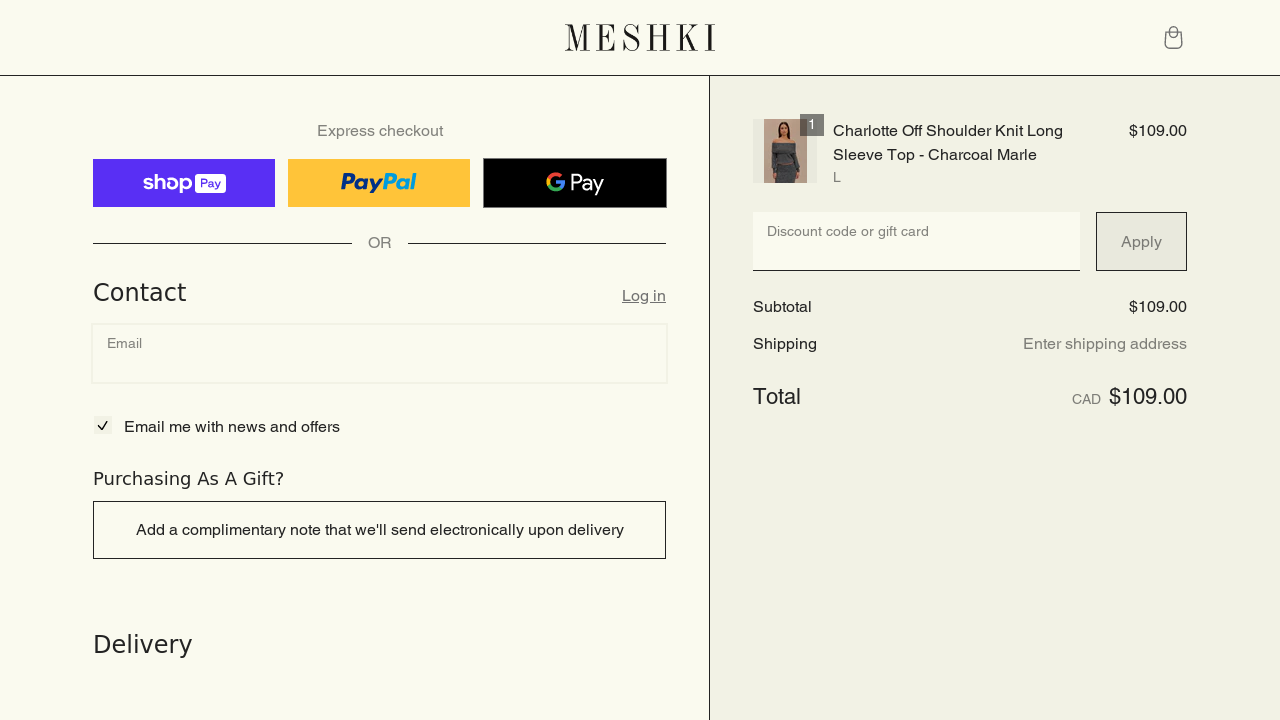 MESHKI
Express checkout
shop Pay
PayPal
G Pay
OR
Contact
Log in
Email
Email me with news and offers
Purchasing As A Gift?
Add a complimentary note that we'll send electronically upon delivery
Delivery
1
Charlotte Off Shoulder Knit Long
Sleeve Top - Charcoal Marle
L
$109.00
Discount code or gift card
Apply
Subtotal
$109.00
Shipping
Enter shipping address
Total
CAD $109.00